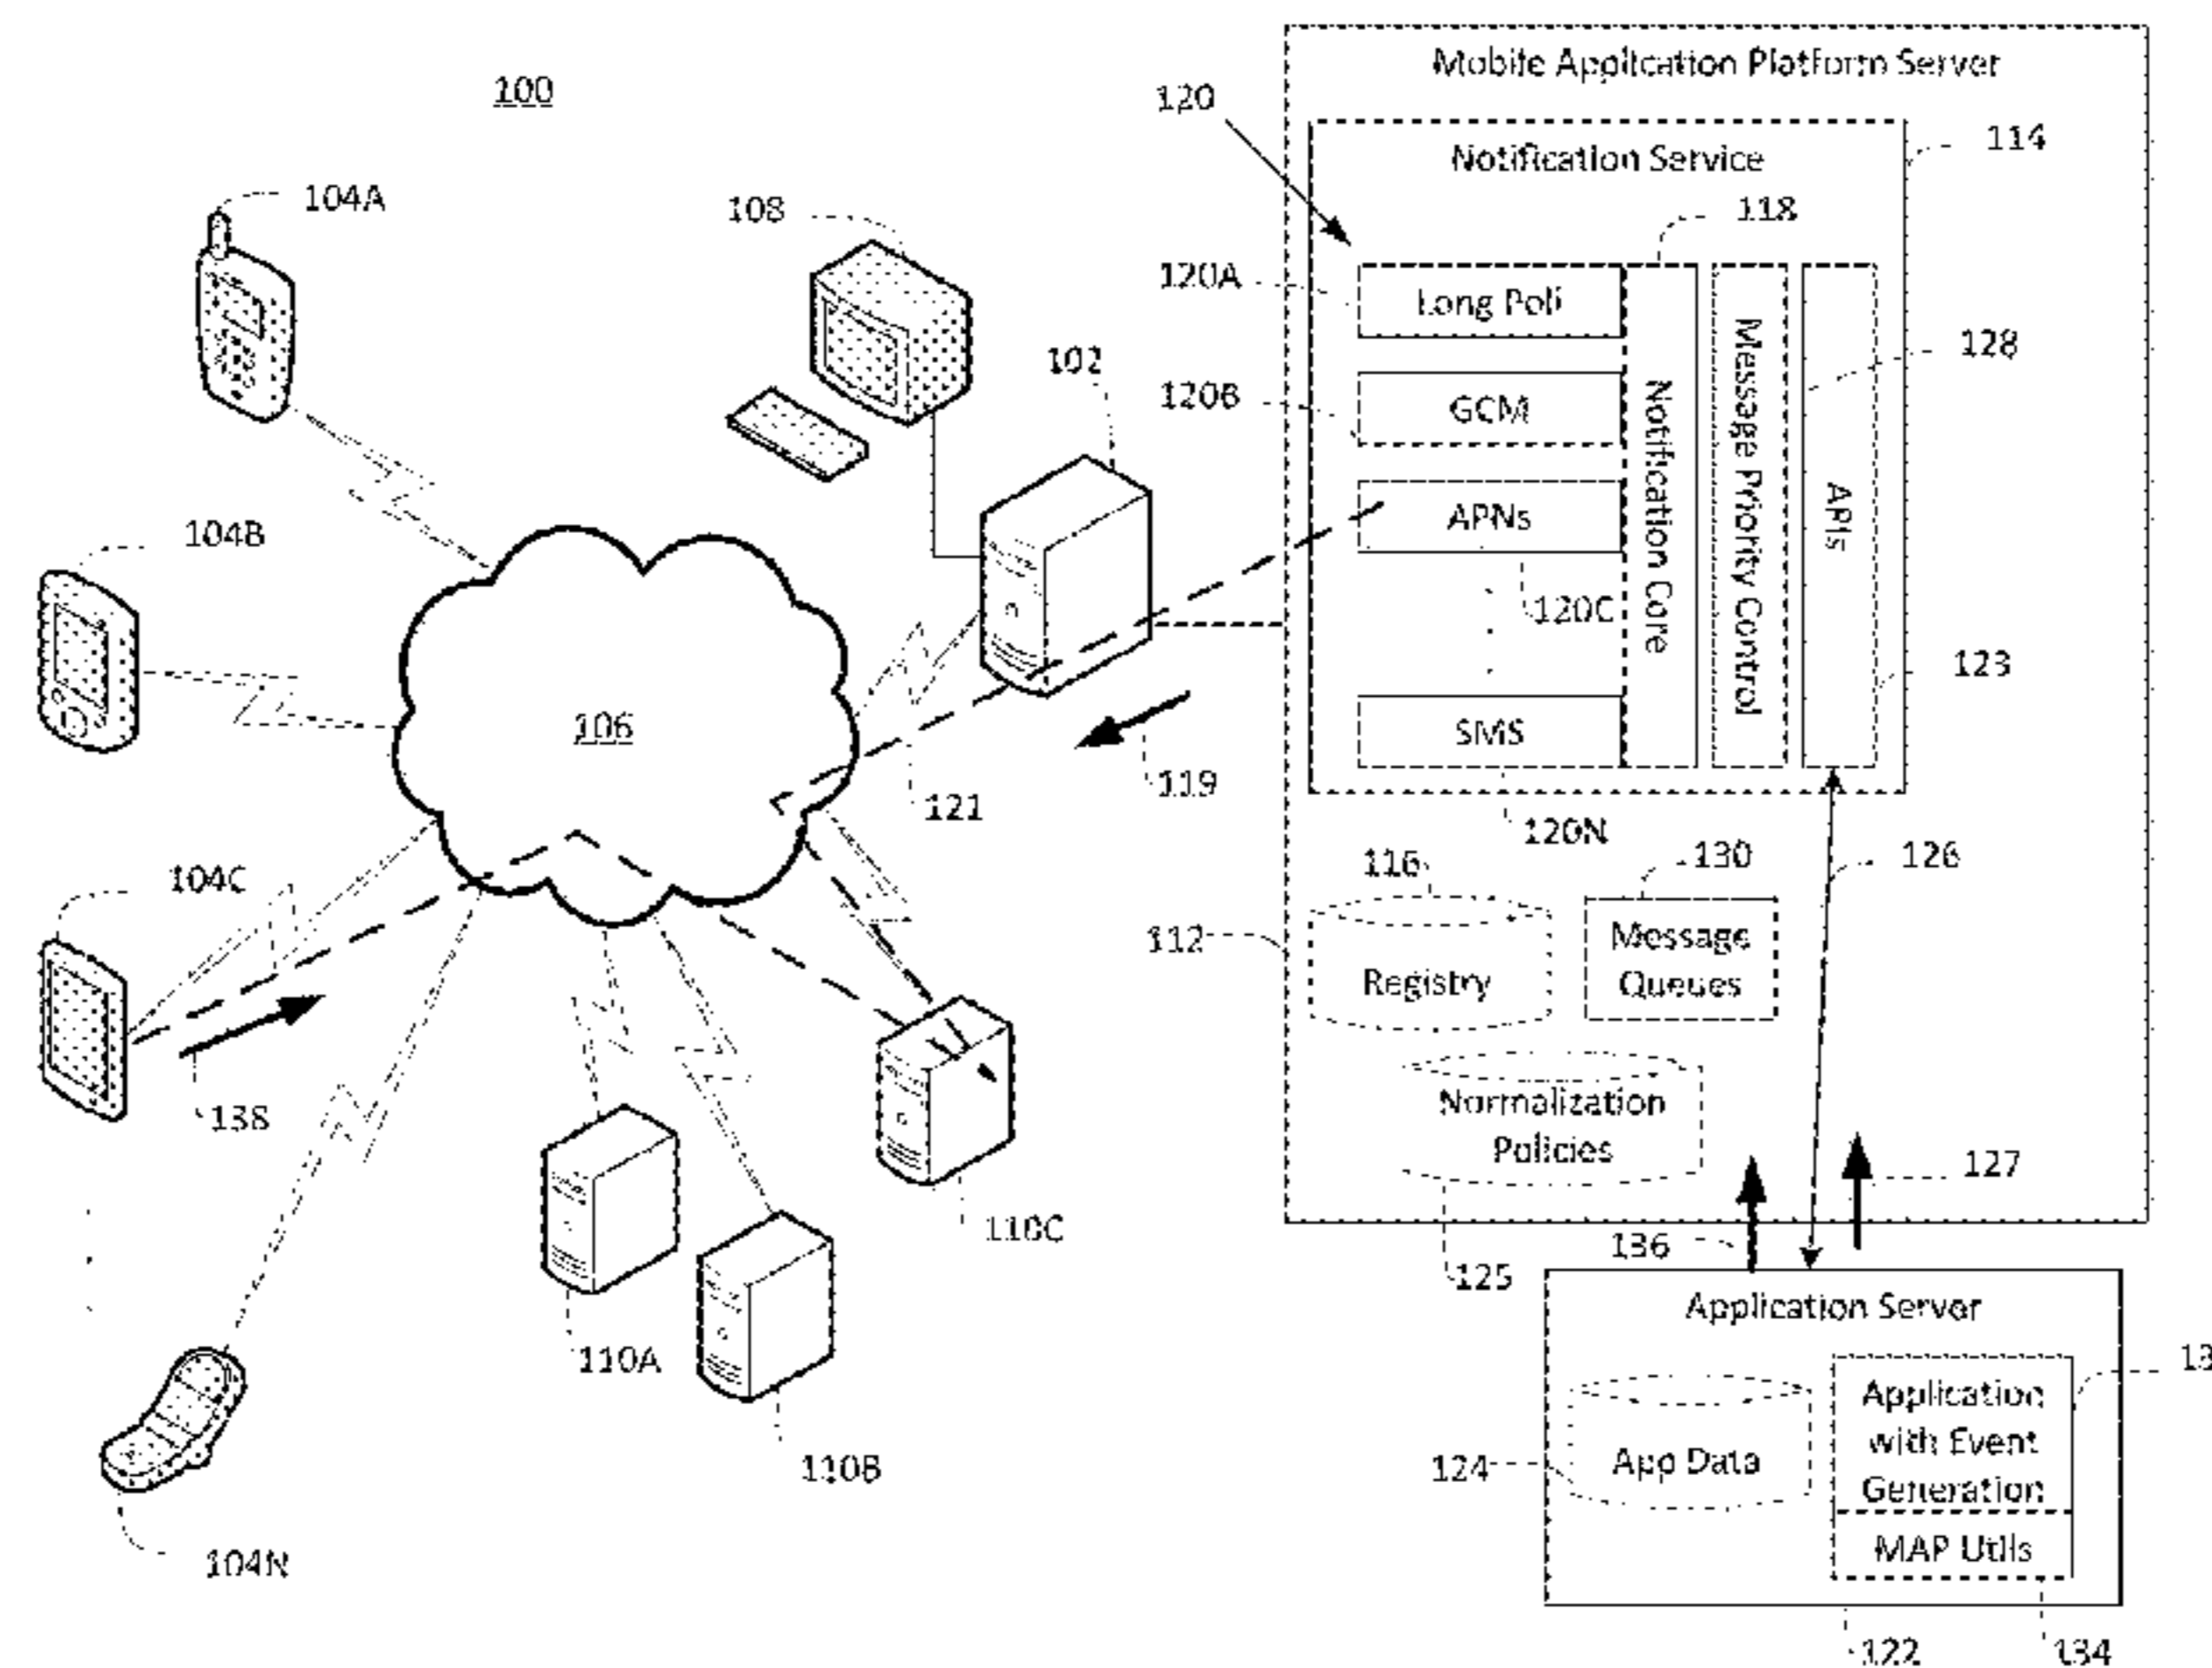 100
Mobile Application Platform Server
120
114
Notification Service
104A
108
118
120A
Long Poll
128
102
120B
GCM
104B
APNs
120C
Notification Core
Message Priority Control
APIs
123
106
SMS
119
121
120N
116
130
126
104C
112
Registry
Message
Queues
138
Normalization
Policies
127
110C
136
125
Application Server
110A
Application
with Event
Generation
124
App Data
110B
MAP Utils
104N
122
134